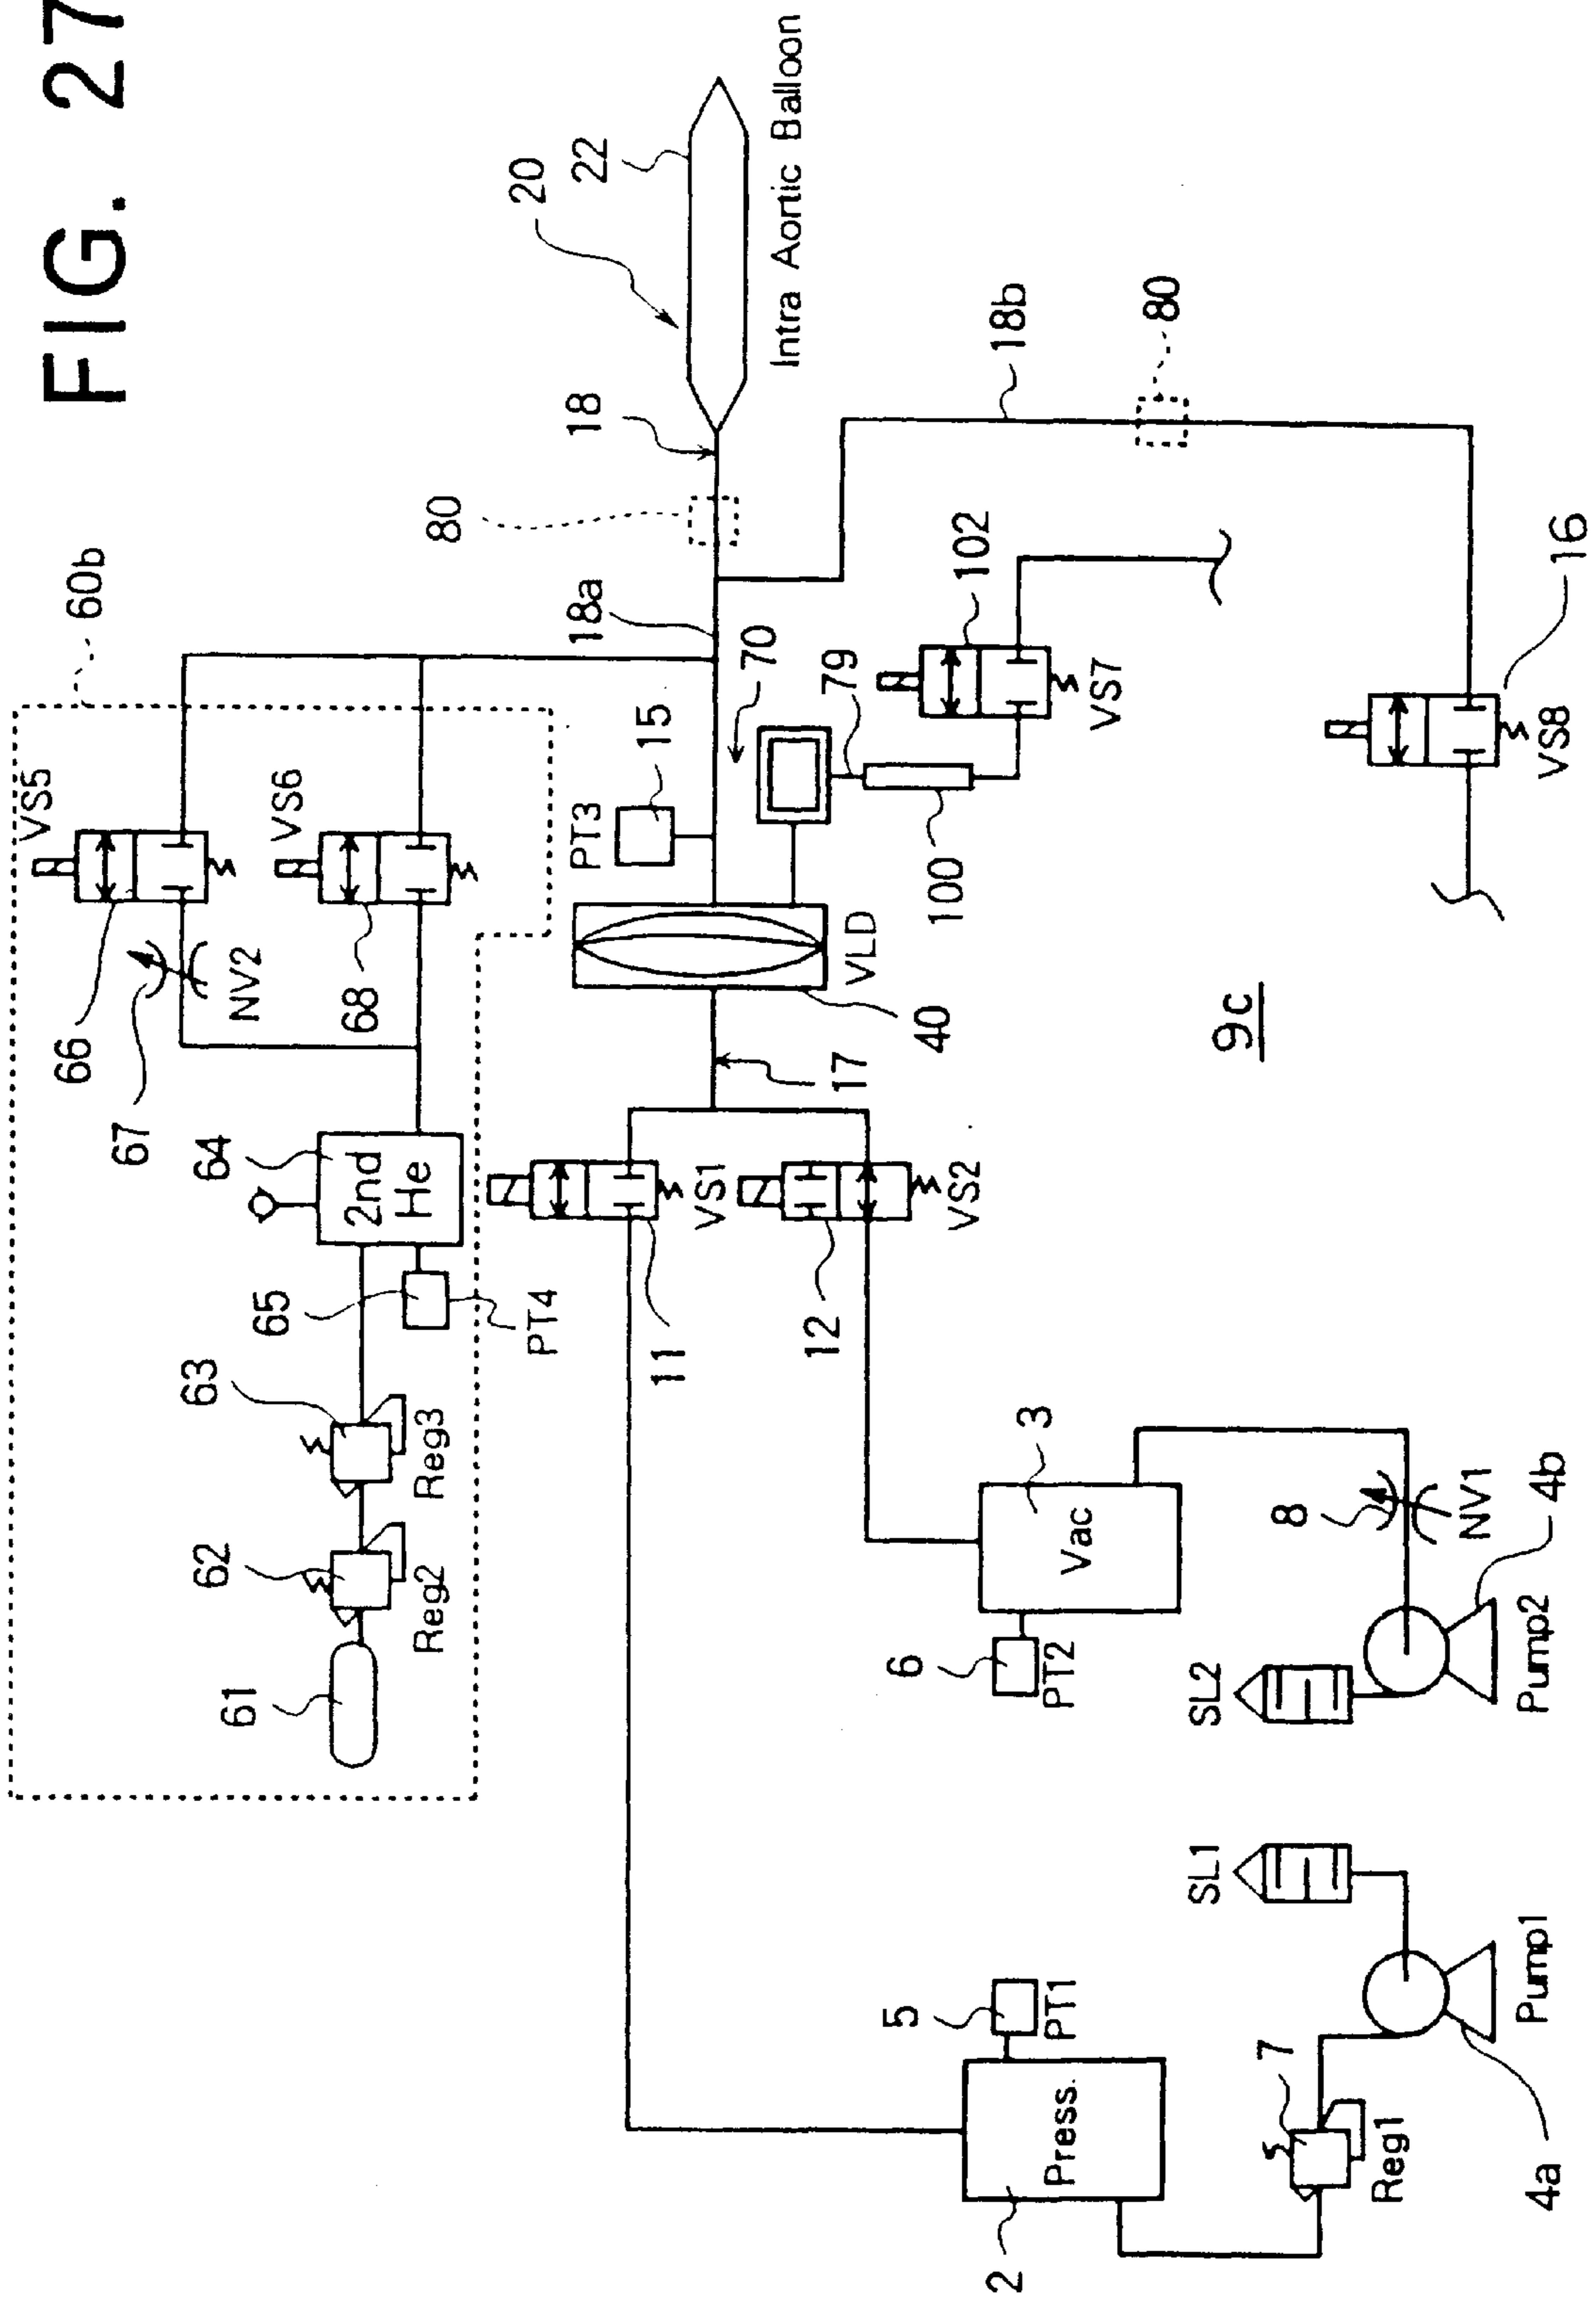 FIG. 27
60b
VS5
66
67
NV2
VS6
68
64
2nd
He
65
PT4
63
Reg3
62
Reg2
61
20
22
Intra Aortic Balloon
18
80
18a
18b
80
70
15
PT3
79
100
102
VS7
16
VS8
VLD
40
17
9c
VS1
11
VS2
12
3
Vac
6
PT2
8
NV1
4b
Pump2
SL2
SL1
Pump1
4a
5
PT1
Press.
2
7
Reg1